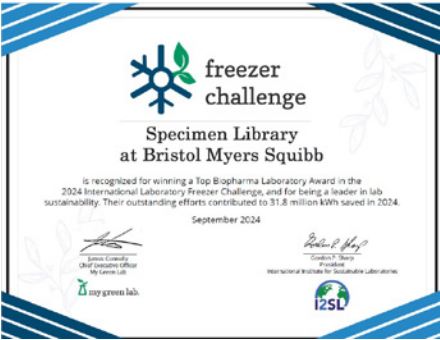 freezer
challenge
Specimen Library
at Bristol Myers Squibb
is recognized for winning a Top Biopharma Laboratory Award in the
2024 International Laboratory Freezer Challenge, and for being a leader in lab
sustainability. Their outstanding efforts contributed to 31.8 million kWh saved in 2024.
September 2024
James Connelly
Chief Executive Officer
My Green Lab
Gordon P. Sharp
President
International Institute for Sustainable Laboratories
my green lab.
I2SL